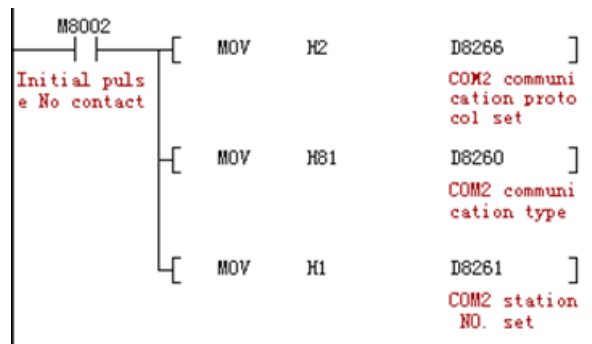 M8002
MOV H2 D8266
Initial puls
e No contact
COM2 communi
cation proto
col set
MOV H81 D8260
COM2 communi
cation type
MOV H1 D8261
COM2 station
NO. set